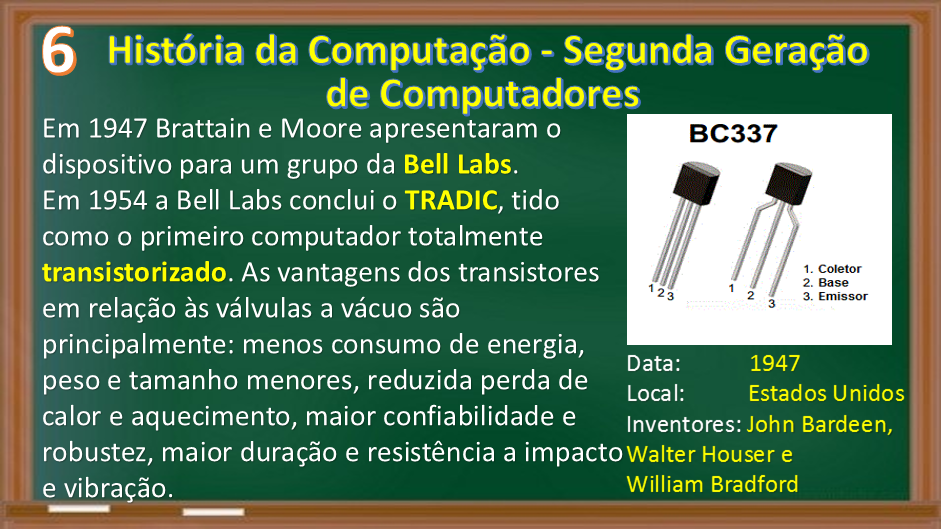 6
História da Computação - Segunda Geração
de Computadores
Em 1947 Brattain e Moore apresentaram o
dispositivo para um grupo da Bell Labs.
Em 1954 a Bell Labs conclui o TRADIC, tido
como o primeiro computador totalmente
transistorizado. As vantagens dos transistores
em relação às válvulas a vácuo são
principalmente: menos consumo de energia,
peso e tamanho menores, reduzida perda de
calor e aquecimento, maior confiabilidade e
robustez, maior duração e resistência a impacto
e vibração.
BC337
1 2 3
1 2 3
1. Coletor
2. Base
3. Emissor
Data: 1947
Local: Estados Unidos
Inventores: John Bardeen,
Walter Houser e
William Bradford